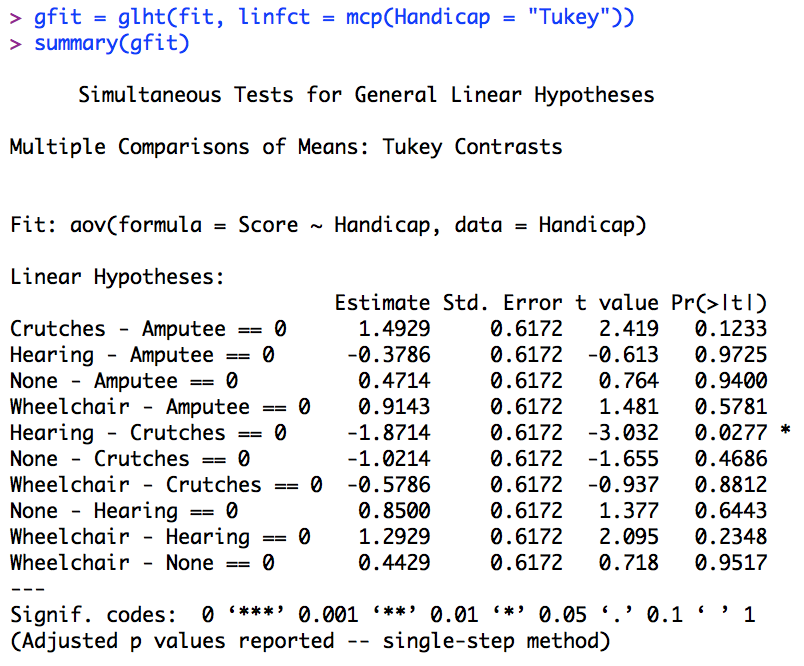 > gfit = glht(fit, linfct = mcp(Handicap = "Tukey"))
> summary(gfit)
Simultaneous Tests for General Linear Hypotheses
Multiple Comparisons of Means: Tukey Contrasts
Fit: aov(formula = Score ~ Handicap, data = Handicap)
Linear Hypotheses:
Estimate Std. Error t value Pr(>|t|)
Crutches - Amputee == 0 1.4929 0.6172 2.419 0.1233
Hearing - Amputee == 0 -0.3786 0.6172 -0.613 0.9725
None - Amputee == 0 0.4714 0.6172 0.764 0.9400
Wheelchair - Amputee == 0 0.9143 0.6172 1.481 0.5781
Hearing - Crutches == 0 -1.8714 0.6172 -3.032 0.0277 *
None - Crutches == 0 -1.0214 0.6172 -1.655 0.4686
Wheelchair - Crutches == 0 -0.5786 0.6172 -0.937 0.8812
None - Hearing == 0 0.8500 0.6172 1.377 0.6443
Wheelchair - Hearing == 0 1.2929 0.6172 2.095 0.2348
Wheelchair - None == 0 0.4429 0.6172 0.718 0.9517
---
Signif. codes: 0 ‘***’ 0.001 ‘**’ 0.01 ‘*’ 0.05 ‘.’ 0.1 ‘ ’ 1
(Adjusted p values reported -- single-step method)